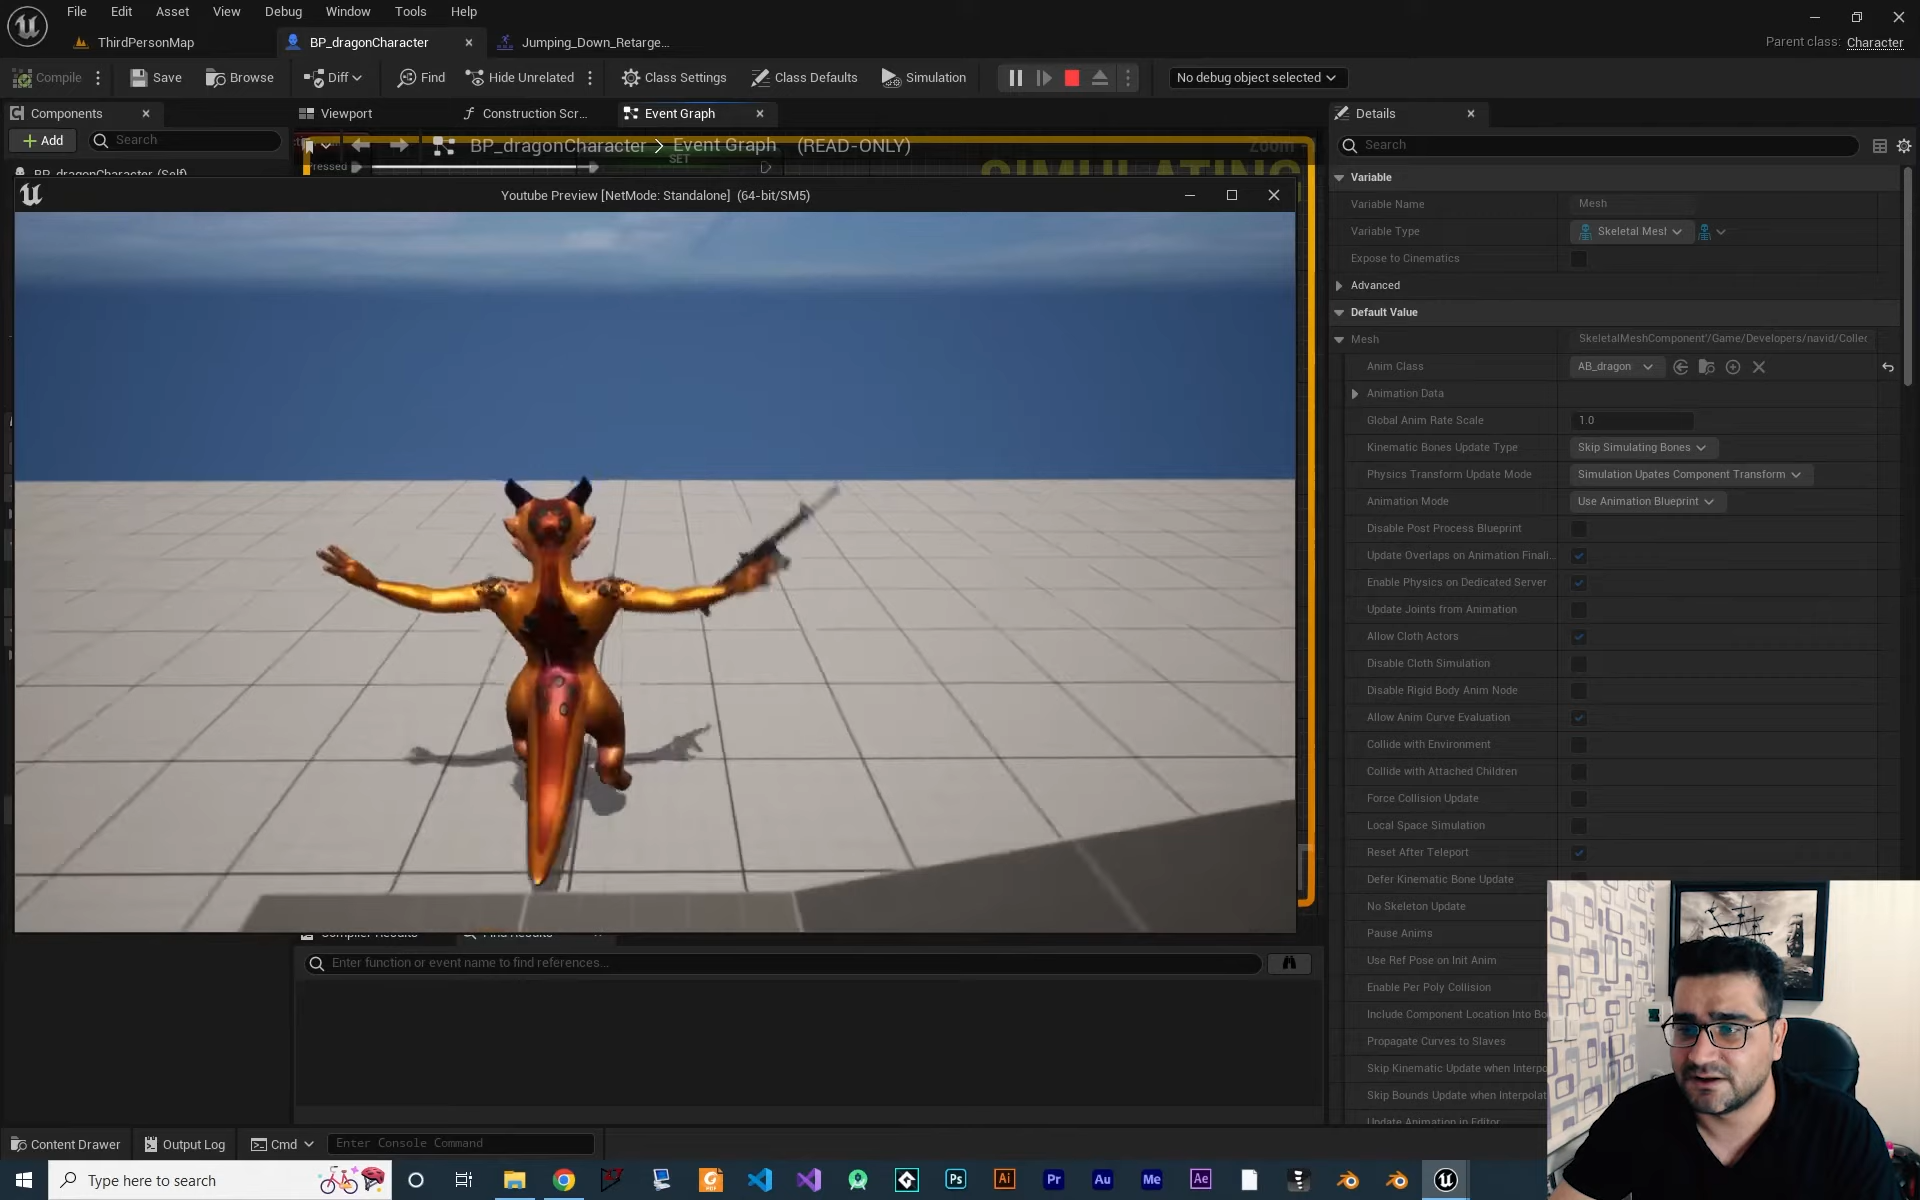 File Edit Asset View Debug Window Tools Help
ThirdPersonMap BP_dragonCharacter Jumping_Down_Retarge...
Parent class: Character
Compile Save Browse Diff Find Hide Unrelated Class Settings Class Defaults Simulation No debug object selected
Components Viewport Construction Scr... Event Graph Details
Add Search BP_dragonCharacter > Event Graph (READ-ONLY) Zoom Search
SET
Pressed
SIMULATING
BP_dragonCharacter (Self)
Youtube Preview [NetMode: Standalone] (64-bit/SM5)
Variable
Variable Name Mesh
Variable Type Skeletal Mesh
Expose to Cinematics
Advanced
Default Value
Mesh SkeletalMeshComponent'/Game/Developers/navid/Collec
Anim Class AB_dragon
Animation Data
Global Anim Rate Scale 1.0
Kinematic Bones Update Type Skip Simulating Bones
Physics Transform Update Mode Simulation Upates Component Transform
Animation Mode Use Animation Blueprint
Disable Post Process Blueprint
Update Overlaps on Animation Finali...
Enable Physics on Dedicated Server
Update Joints from Animation
Allow Cloth Actors
Disable Cloth Simulation
Disable Rigid Body Anim Node
Allow Anim Curve Evaluation
Collide with Environment
Collide with Attached Children
Force Collision Update
Local Space Simulation
Reset After Teleport
Defer Kinematic Bone Update
No Skeleton Update
Pause Anims
Use Ref Pose on Init Anim
Enable Per Poly Collision
Include Component Location Into Bo
Propagate Curves to Slaves
Skip Kinematic Update when Interpo
Skip Bounds Update when Interpolat
Update Animation in Editor
Compiler Results Find Results
Enter function or event name to find references...
Content Drawer Output Log Cmd Enter Console Command
Type here to search
Ps Ai Pr Au Me Ae